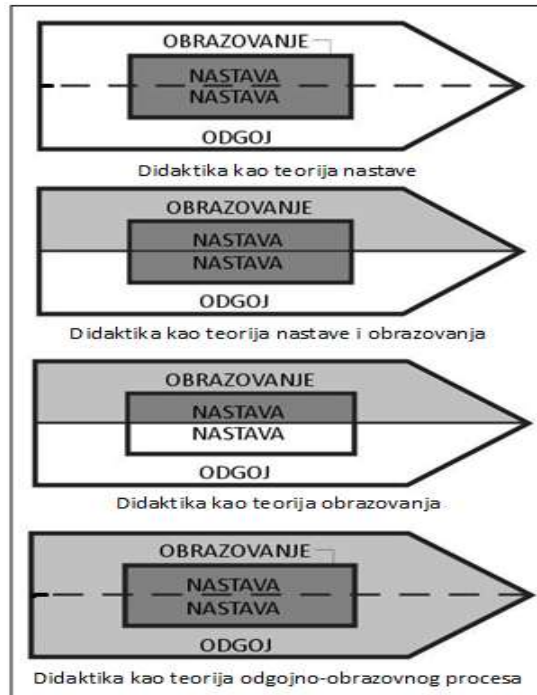 OBRAZOVANJE
NASTAVA
NASTAVA
ODGOJ
Didaktika kao teorija nastave
OBRAZOVANJE
NASTAVA
NASTAVA
ODGOJ
Didaktika kao teorija nastave i obrazovanja
OBRAZOVANJE
NASTAVA
NASTAVA
ODGOJ
Didaktika kao teorija obrazovanja
OBRAZOVANJE
NASTAVA
NASTAVA
ODGOJ
Didaktika kao teorija odgojno-obrazovnog procesa